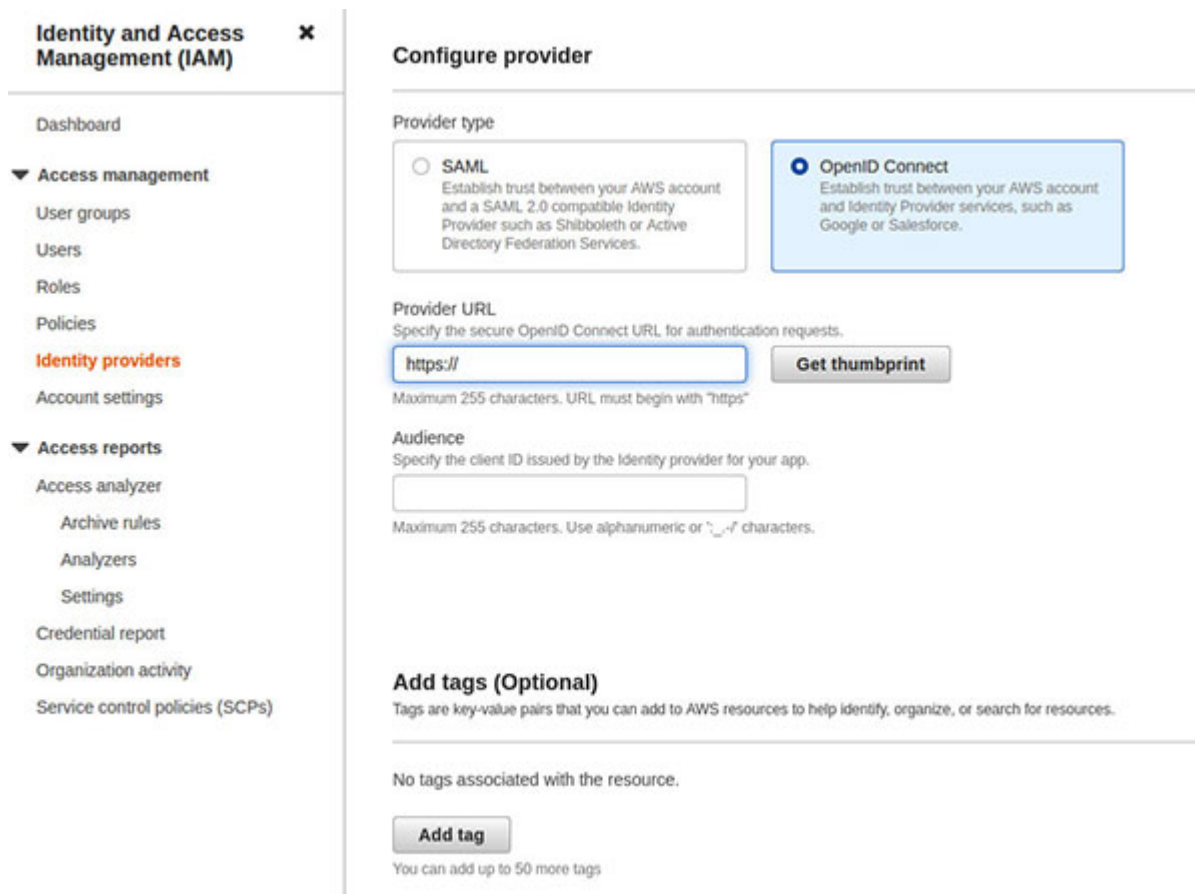 Identity and Access
Management (IAM)
Dashboard
Access management
User groups
Users
Roles
Policies
Identity providers
Account settings
Access reports
Access analyzer
Archive rules
Analyzers
Settings
Credential report
Organization activity
Service control policies (SCPs)
Configure provider
Provider type
SAML
Establish trust between your AWS account
and a SAML 2.0 compatible Identity
Provider such as Shibboleth or Active
Directory Federation Services.
OpenID Connect
Establish trust between your AWS account
and Identity Provider services, such as
Google or Salesforce.
Provider URL
Specify the secure OpenID Connect URL for authentication requests.
https://
Get thumbprint
Maximum 255 characters. URL must begin with "https"
Audience
Specify the client ID issued by the Identity provider for your app.
Maximum 255 characters. Use alphanumeric or ':_.-/' characters.
Add tags (Optional)
Tags are key-value pairs that you can add to AWS resources to help identify, organize, or search for resources.
No tags associated with the resource.
Add tag
You can add up to 50 more tags